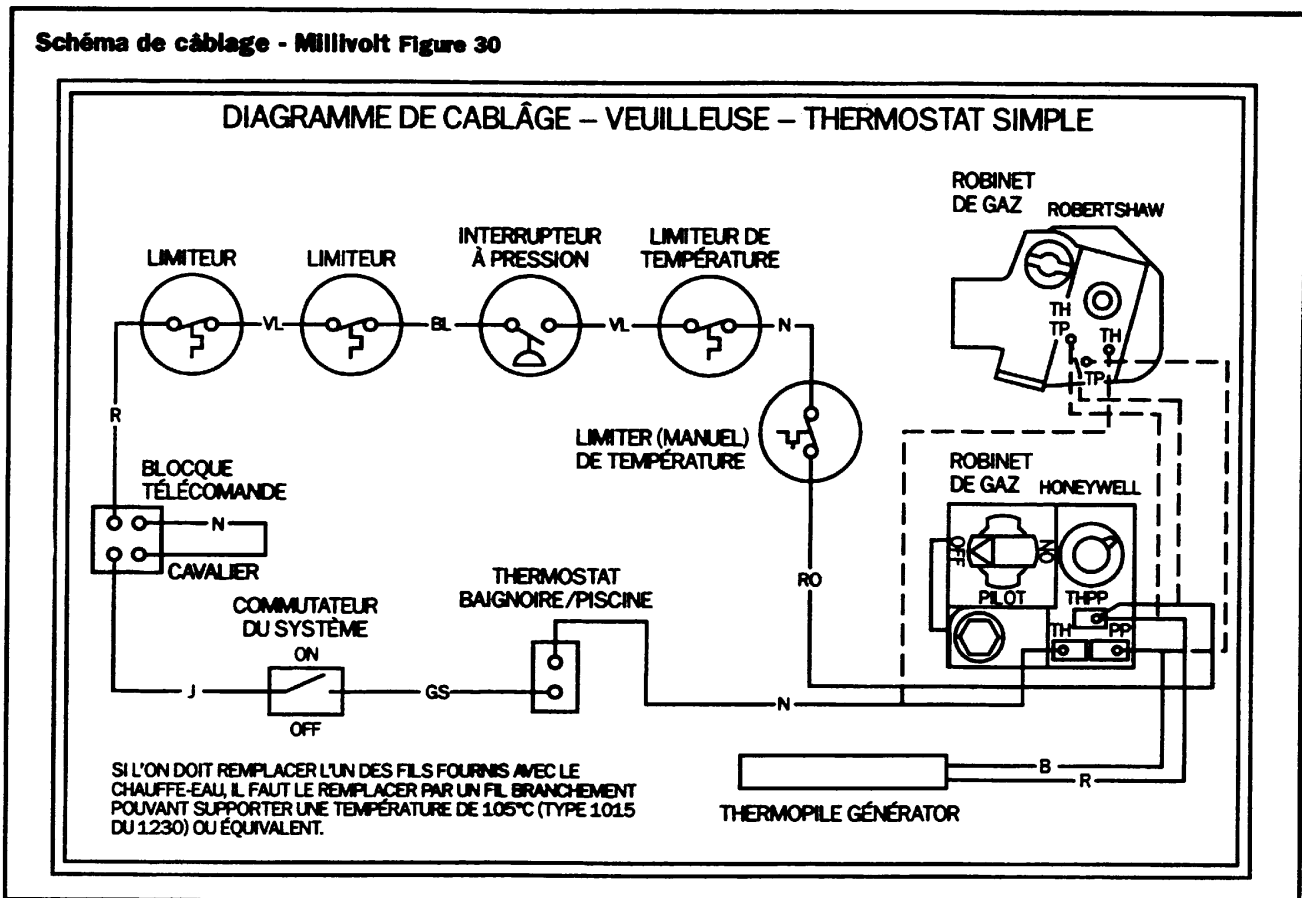 Schéma de câblage - Millivolt Figure 30
DIAGRAMME DE CABLÂGE – VEUILLEUSE – THERMOSTAT SIMPLE
ROBINET
DE GAZ
ROBERTSHAW
LIMITEUR
LIMITEUR
INTERRUPTEUR
À PRESSION
LIMITEUR DE
TEMPÉRATURE
VL
BL
VL
N
TH
TP
TH
TP
R
LIMITER (MANUEL)
DE TEMPÉRATURE
BLOCQUE
TÉLÉCOMANDE
N
CAVALIER
ROBINET
DE GAZ
HONEYWELL
OFF
NO
PILOT
THPP
TH
PP
RO
THERMOSTAT
BAIGNOIRE/PISCINE
COMMUTATEUR
DU SYSTÈME
ON
J
GS
OFF
N
B
R
THERMOPILE GÉNÉRATOR
SI L'ON DOIT REMPLACER L'UN DES FILS FOURNIS AVEC LE
CHAUFFE-EAU, IL FAUT LE REMPLACER PAR UN FIL BRANCHEMENT
POUVANT SUPPORTER UNE TEMPÉRATURE DE 105°C (TYPE 1015
DU 1230) OU ÉQUIVALENT.